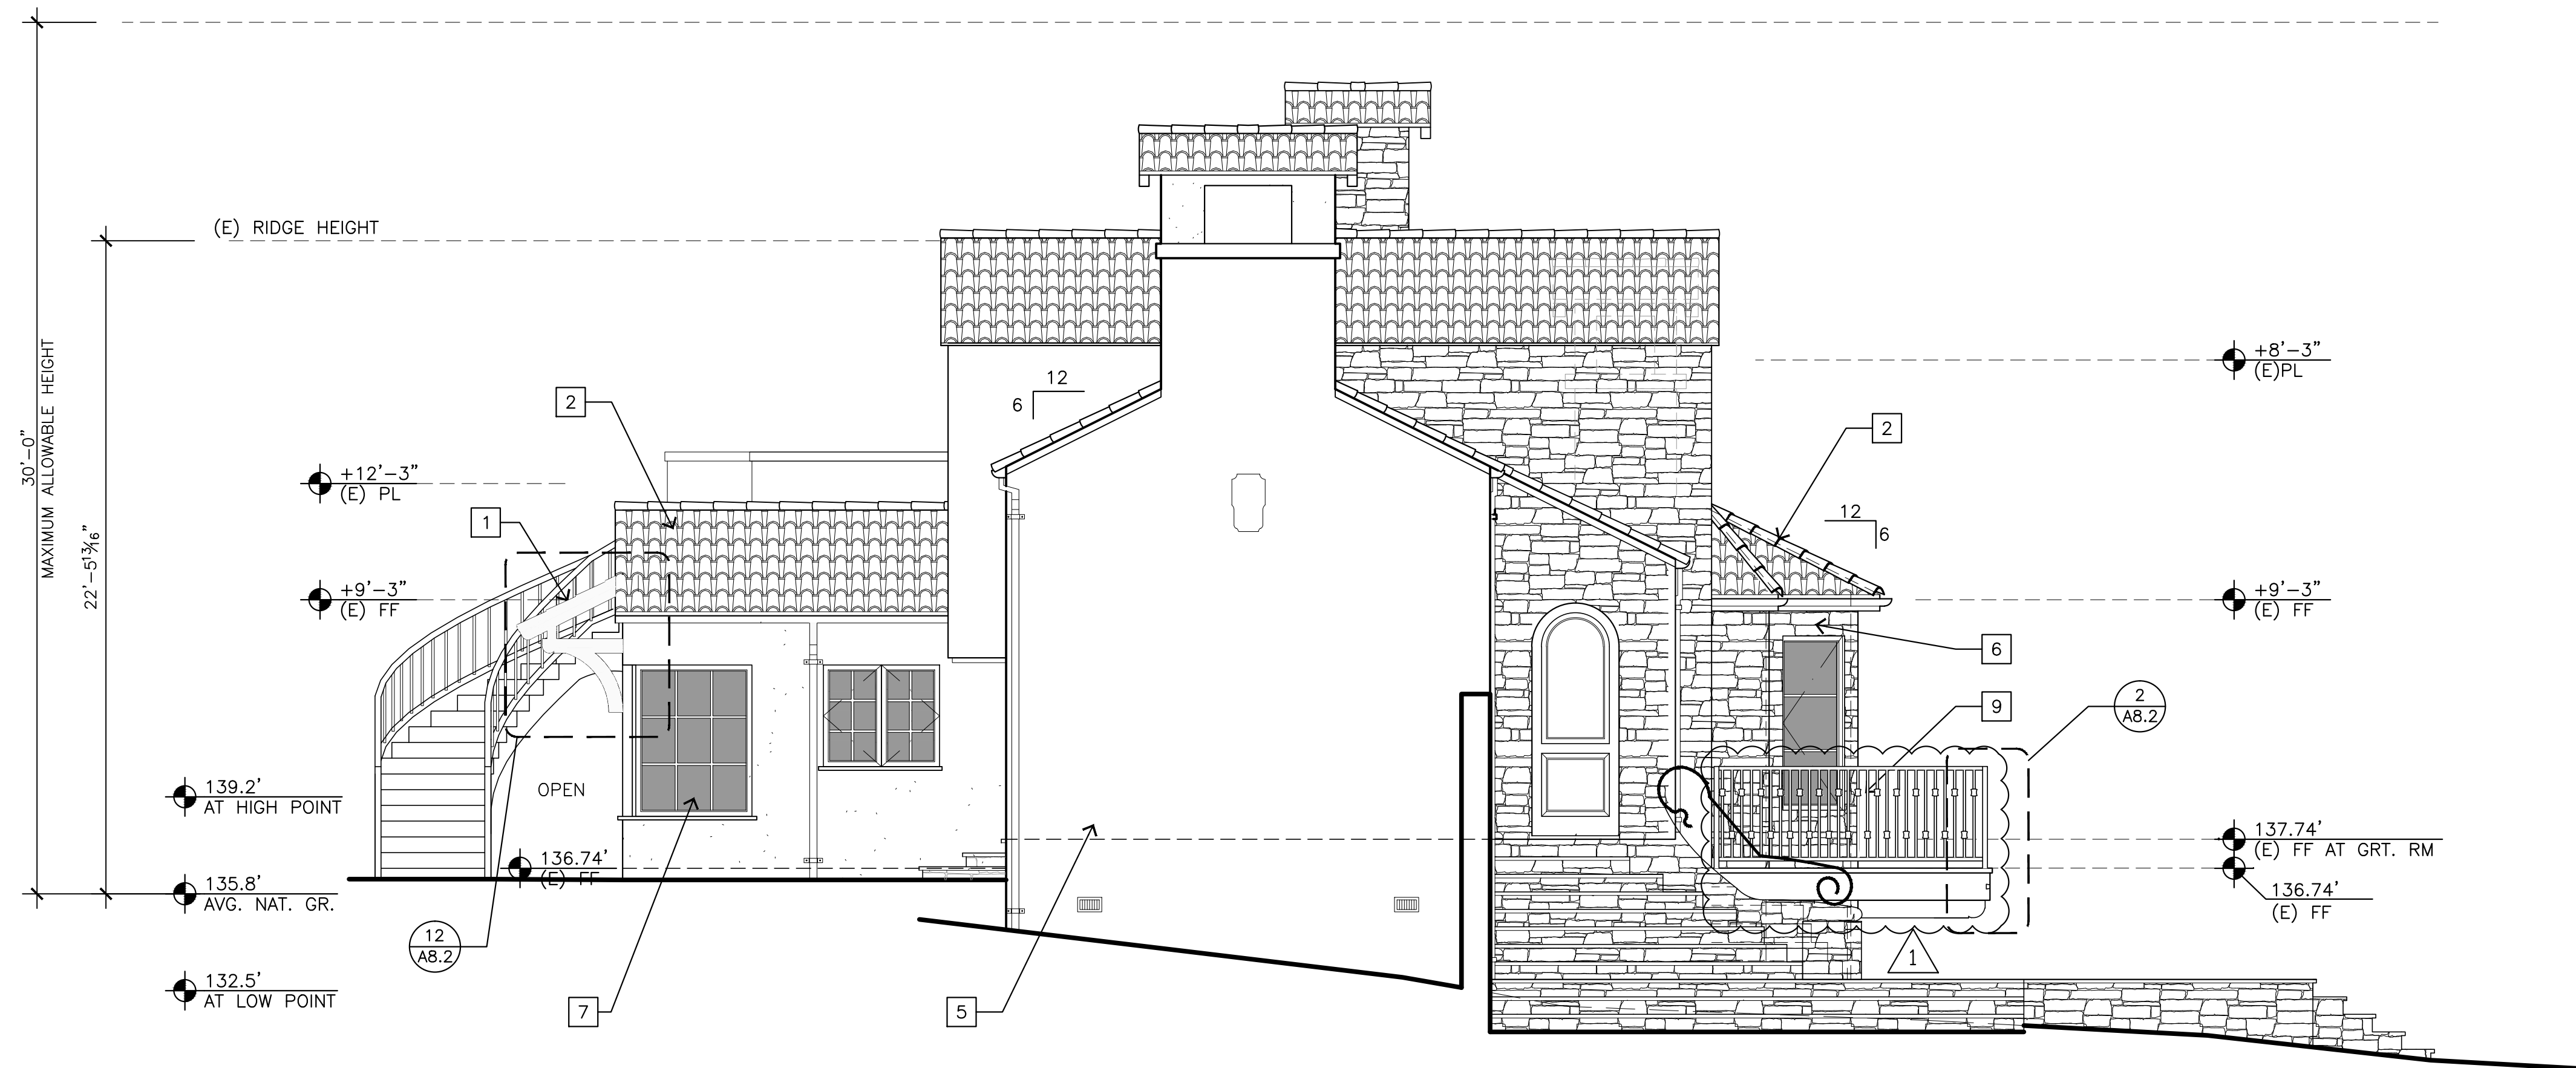 (E) RIDGE HEIGHT
30'-0"
MAXIMUM ALLOWABLE HEIGHT
22'-5 13/16"
12
6
+8'-3"
(E)PL
2
2
+12'-3"
(E) PL
1
12
6
+9'-3"
(E) FF
+9'-3"
(E) FF
6
9
2
A8.2
139.2'
AT HIGH POINT
OPEN
137.74'
(E) FF AT GRT. RM
136.74'
(E) FF
135.8'
AVG. NAT. GR.
136.74'
(E) FF
12
A8.2
1
132.5'
AT LOW POINT
7
5